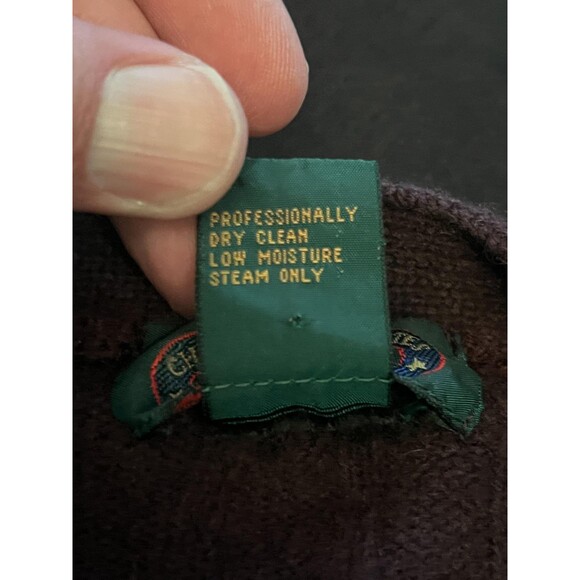 PROFESSIONALLY
DRY CLEAN
LOW MOISTURE
STEAM ONLY